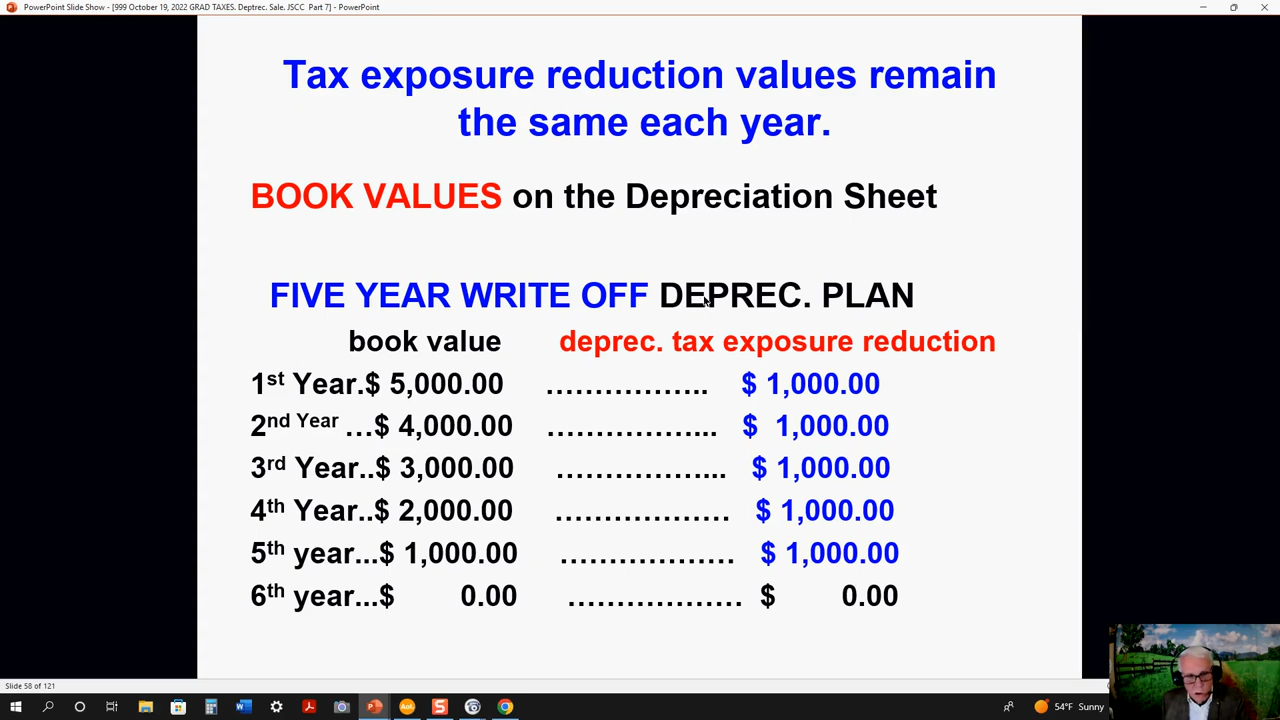 PowerPoint Slide Show - [999 October 19, 2022 GRAD TAXES. Deptrec. Sale. JSCC  Part 7] - PowerPoint
Tax exposure reduction values remain
the same each year.
BOOK VALUES on the Depreciation Sheet
FIVE YEAR WRITE OFF DEPREC. PLAN
book value deprec. tax exposure reduction
1st Year.$ 5,000.00 …………….. $ 1,000.00
2nd Year …$ 4,000.00 ……………... $ 1,000.00
3rd Year..$ 3,000.00 ……………... $ 1,000.00
4th Year..$ 2,000.00 ……………… $ 1,000.00
5th year...$ 1,000.00 ……………… $ 1,000.00
6th year...$ 0.00 ……………… $ 0.00
Slide 58 of 121
54°F Sunny